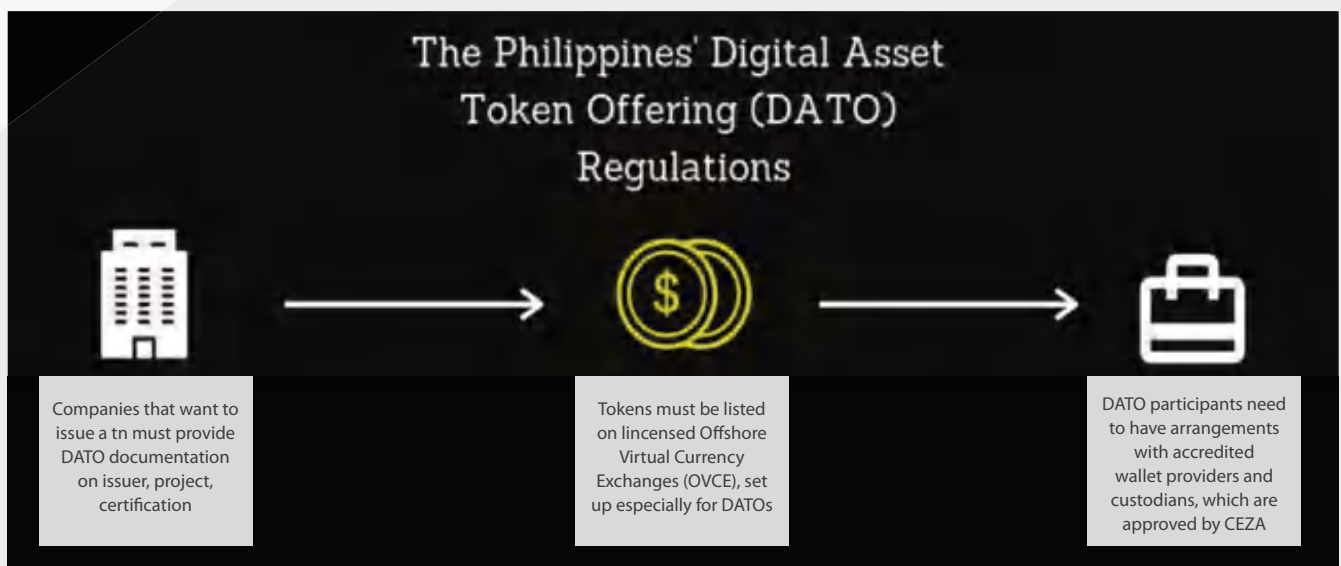 The Philippines' Digital Asset
Token Offering (DATO)
Regulations
$
Companies that want to
issue a tn must provide
DATO documentation
on issuer, project,
certification
Tokens must be listed
on lincensed Offshore
Virtual Currency
Exchanges (OVCE), set
up especially for DATOs
DATO participants need
to have arrangements
with accredited
wallet providers and
custodians, which are
approved by CEZA